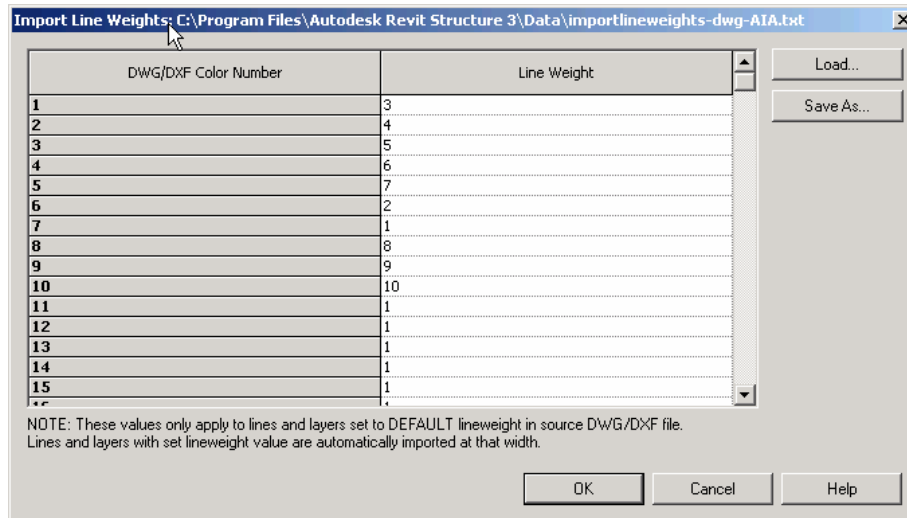 Import Line Weights: C:\Program Files\Autodesk Revit Structure 3\Data\importlineweights-dwg-AIA.txt
DWG/DXF Color Number Line Weight
Load...
Save As...
1 3
2 4
3 5
4 6
5 7
6 2
7 1
8 8
9 9
10 10
11 1
12 1
13 1
14 1
15 1
NOTE: These values only apply to lines and layers set to DEFAULT lineweight in source DWG/DXF file.
Lines and layers with set lineweight value are automatically imported at that width.
OK Cancel Help